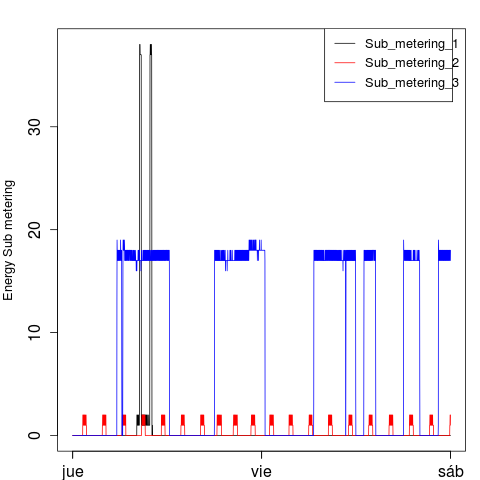 Sub_metering_1
Sub_metering_2
Sub_metering_3
Energy Sub metering
30
20
10
0
jue vie sáb